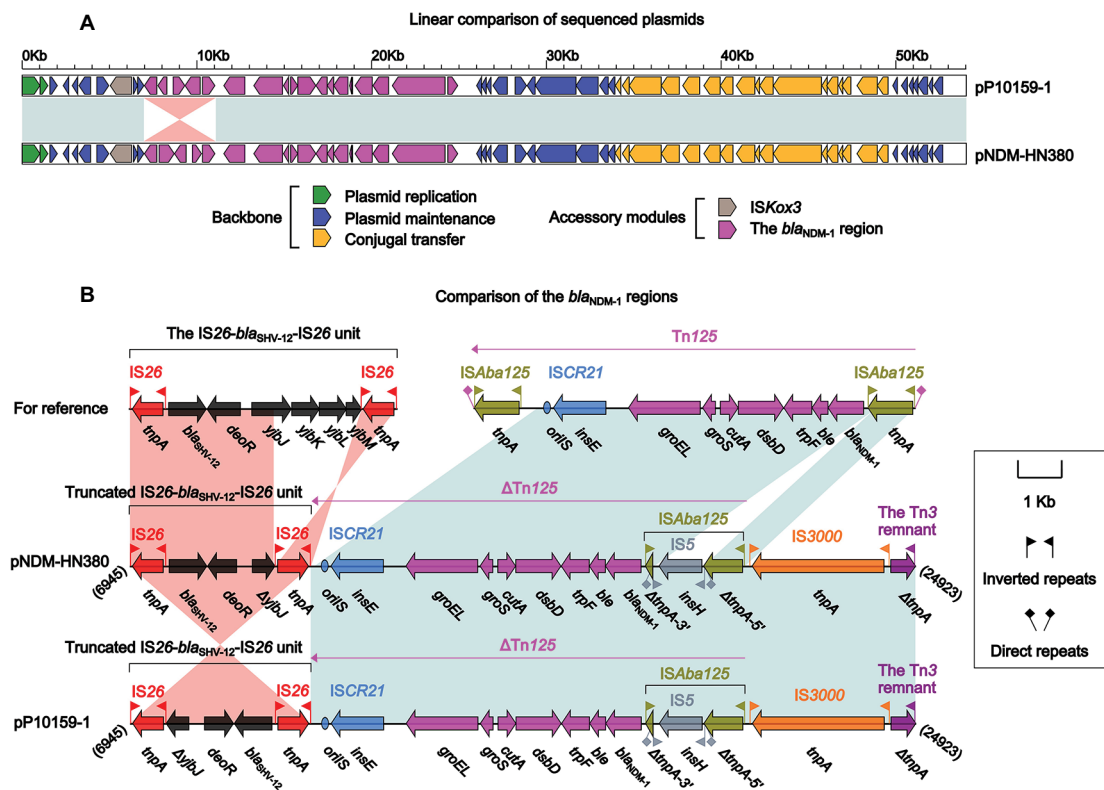 A
Linear comparison of sequenced plasmids
0Kb 10Kb 20Kb 30Kb 40Kb 50Kb
pP10159-1
pNDM-HN380
Backbone
Plasmid replication
Plasmid maintenance
Conjugal transfer
Accessory modules
ISKox3
The blaNDM-1 region
B
Comparison of the blaNDM-1 regions
The IS26-blaSHV-12-IS26 unit
Tn125
IS26 IS26 ISAba125 ISCR21 ISAba125
For reference
tnpA blaSHV-12 deoR yjbJ yjbK yjbL yjbM tnpA tnpA oriIS insE groEL groS cutA dsbD trpF ble blaNDM-1 tnpA
Truncated IS26-blaSHV-12-IS26 unit
ΔTn125
IS26 IS26 ISCR21 ISAba125 IS5 IS3000 The Tn3 remnant
pNDM-HN380
(6945) (24923)
tnpA blaSHV-12 deoR ΔyjbJ tnpA oriIS insE groEL groS cutA dsbD trpF ble blaNDM-1 ΔtnpA-3' insH ΔtnpA-5' tnpA ΔtnpA
Truncated IS26-blaSHV-12-IS26 unit
ΔTn125
IS26 IS26 ISCR21 ISAba125 IS5 IS3000 The Tn3 remnant
pP10159-1
(6945) (24923)
tnpA ΔyjbJ deoR blaSHV-12 tnpA oriIS insE groEL groS cutA dsbD trpF ble blaNDM-1 ΔtnpA-3' insH ΔtnpA-5' tnpA ΔtnpA
1 Kb
Inverted repeats
Direct repeats